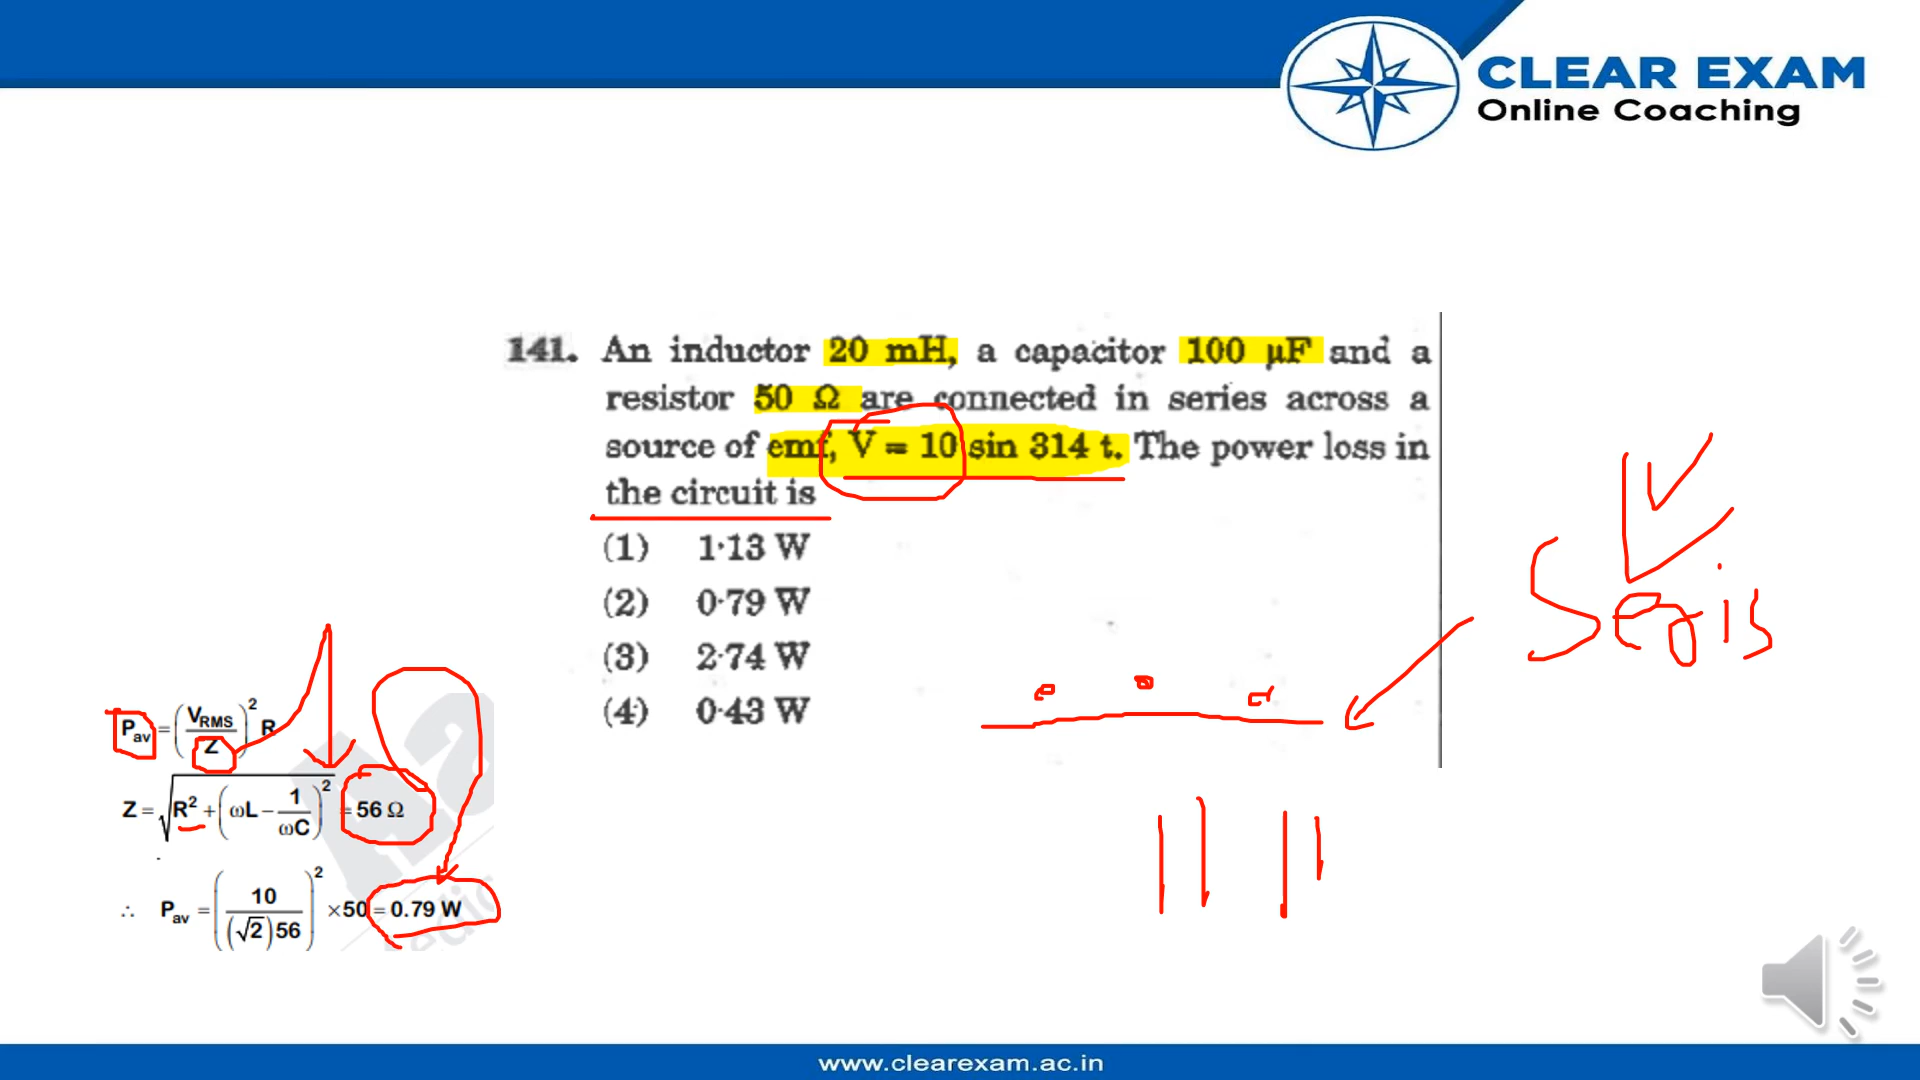 CLEAR EXAM
Online Coaching
141. An inductor 20 mH, a capacitor 100 µF and a
resistor 50 Ω are connected in series across a
source of emf, V = 10 sin 314 t. The power loss in
the circuit is
(1) 1·13 W
(2) 0·79 W
(3) 2·74 W
(4) 0·43 W
Seris
P_av = (V_RMS / Z)² R
Z = √(R² + (ωL − 1/ωC)²) = 56 Ω
∴ P_av = (10 / (√2)56)² × 50 = 0.79 W
www.clearexam.ac.in